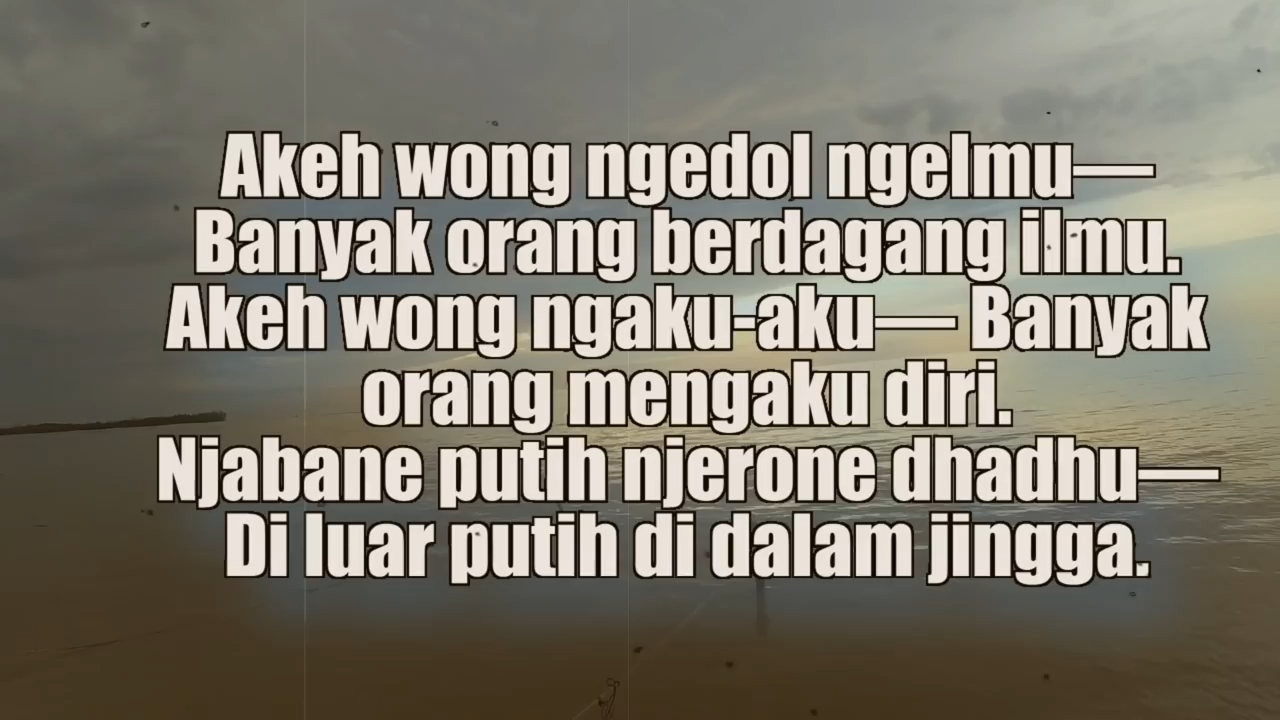 Akeh wong ngedol ngelmu—
Banyak orang berdagang ilmu.
Akeh wong ngaku-aku— Banyak
orang mengaku diri.
Njabane putih njerone dhadhu—
Di luar putih di dalam jingga.